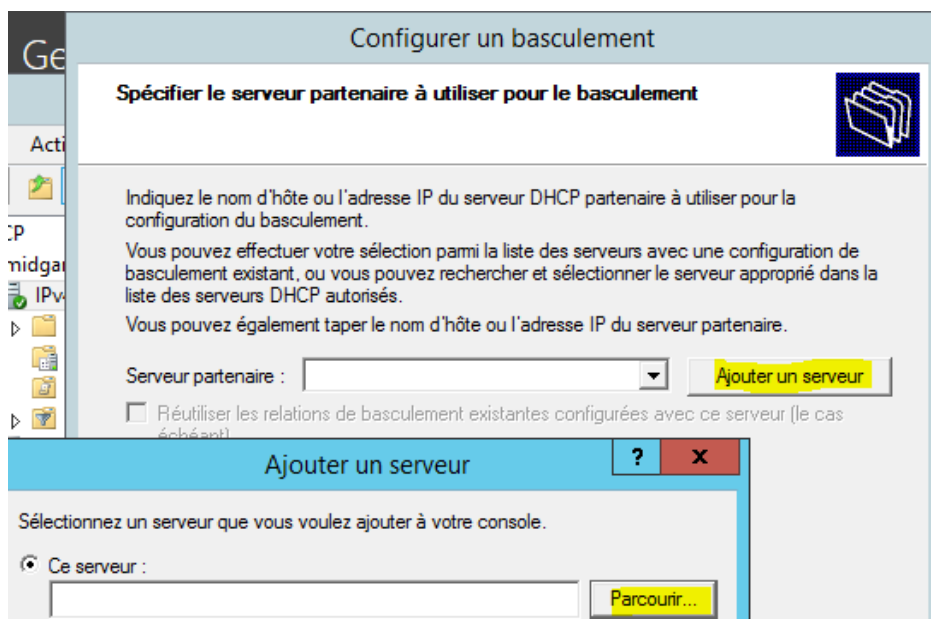 Configurer un basculement
Ge
Spécifier le serveur partenaire à utiliser pour le basculement
Acti
Indiquez le nom d'hôte ou l'adresse IP du serveur DHCP partenaire à utiliser pour la
configuration du basculement.
CP
midgar
Vous pouvez effectuer votre sélection parmi la liste des serveurs avec une configuration de
basculement existant, ou vous pouvez rechercher et sélectionner le serveur approprié dans la
liste des serveurs DHCP autorisés.
IPv
Vous pouvez également taper le nom d'hôte ou l'adresse IP du serveur partenaire.
Serveur partenaire :
Ajouter un serveur
Réutiliser les relations de basculement existantes configurées avec ce serveur (le cas
échéant)
Ajouter un serveur
?
x
Sélectionnez un serveur que vous voulez ajouter à votre console.
Ce serveur :
Parcourir...